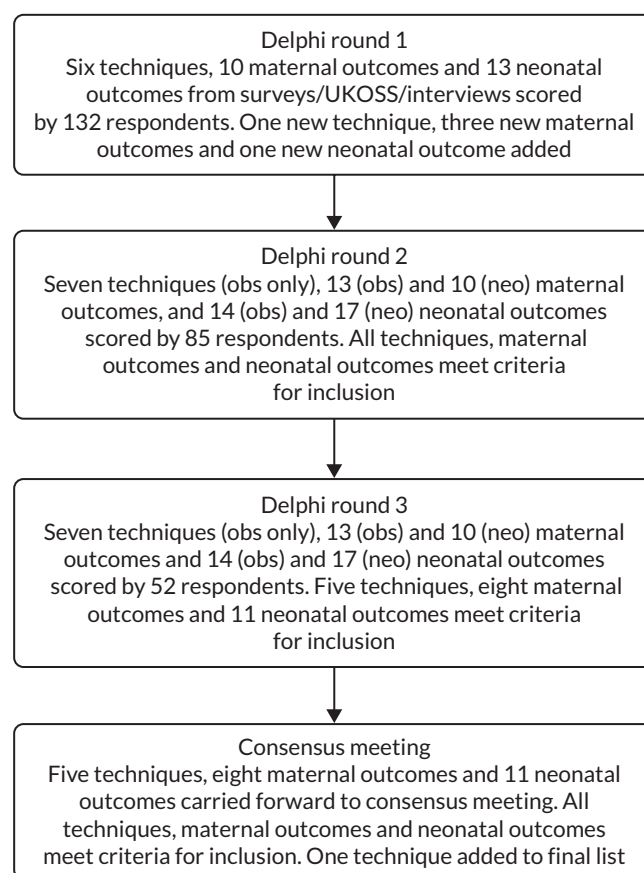 Delphi round 1
Six techniques, 10 maternal outcomes and 13 neonatal
outcomes from surveys/UKOSS/interviews scored
by 132 respondents. One new technique, three new maternal
outcomes and one new neonatal outcome added
Delphi round 2
Seven techniques (obs only), 13 (obs) and 10 (neo) maternal
outcomes, and 14 (obs) and 17 (neo) neonatal outcomes
scored by 85 respondents. All techniques, maternal
outcomes and neonatal outcomes meet criteria
for inclusion
Delphi round 3
Seven techniques (obs only), 13 (obs) and 10 (neo) maternal
outcomes and 14 (obs) and 17 (neo) neonatal outcomes
scored by 52 respondents. Five techniques, eight maternal
outcomes and 11 neonatal outcomes meet criteria
for inclusion
Consensus meeting
Five techniques, eight maternal outcomes and 11 neonatal
outcomes carried forward to consensus meeting. All
techniques, maternal outcomes and neonatal outcomes
meet criteria for inclusion. One technique added to final list